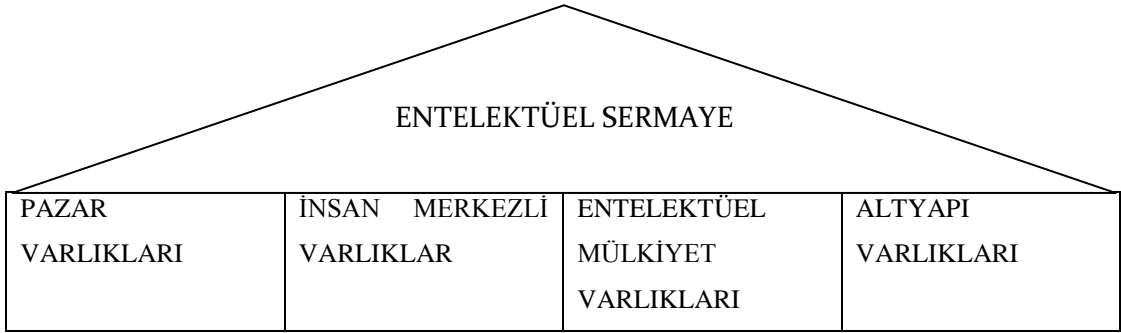 ENTELEKTÜEL SERMAYE
PAZAR
VARLIKLARI
İNSAN MERKEZLİ
VARLIKLAR
ENTELEKTÜEL
MÜLKİYET
VARLIKLARI
ALTYAPI
VARLIKLARI